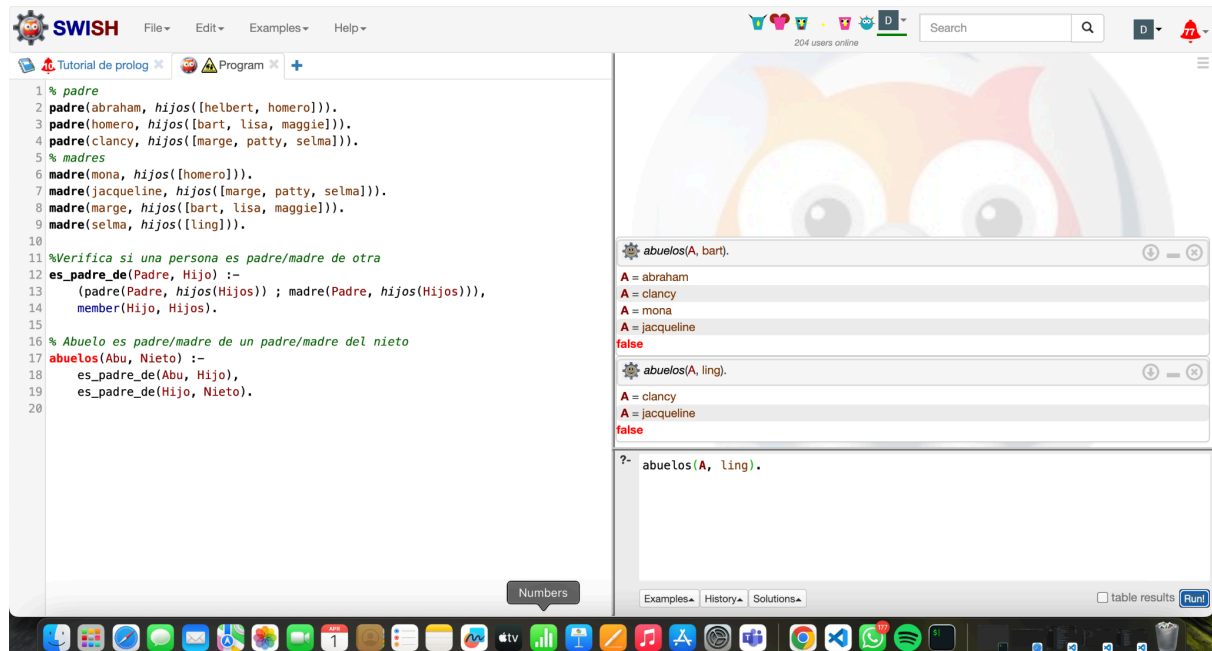 SWISH File Edit Examples Help
204 users online
D
Search
D
77
10 Tutorial de prolog Program
1 % padre
2 padre(abraham, hijos([helbert, homero])).
3 padre(homero, hijos([bart, lisa, maggie])).
4 padre(clancy, hijos([marge, patty, selma])).
5 % madres
6 madre(mona, hijos([homero])).
7 madre(jacqueline, hijos([marge, patty, selma])).
8 madre(marge, hijos([bart, lisa, maggie])).
9 madre(selma, hijos([ling])).
10
11 %Verifica si una persona es padre/madre de otra
12 es_padre_de(Padre, Hijo) :-
13 (padre(Padre, hijos(Hijos)) ; madre(Padre, hijos(Hijos))),
14 member(Hijo, Hijos).
15
16 % Abuelo es padre/madre de un padre/madre del nieto
17 abuelos(Abu, Nieto) :-
18 es_padre_de(Abu, Hijo),
19 es_padre_de(Hijo, Nieto).
20
abuelos(A, bart).
A = abraham
A = clancy
A = mona
A = jacqueline
false
abuelos(A, ling).
A = clancy
A = jacqueline
false
?- abuelos(A, ling).
Examples History Solutions
table results Run!
Numbers
APR
1
tv
177
$